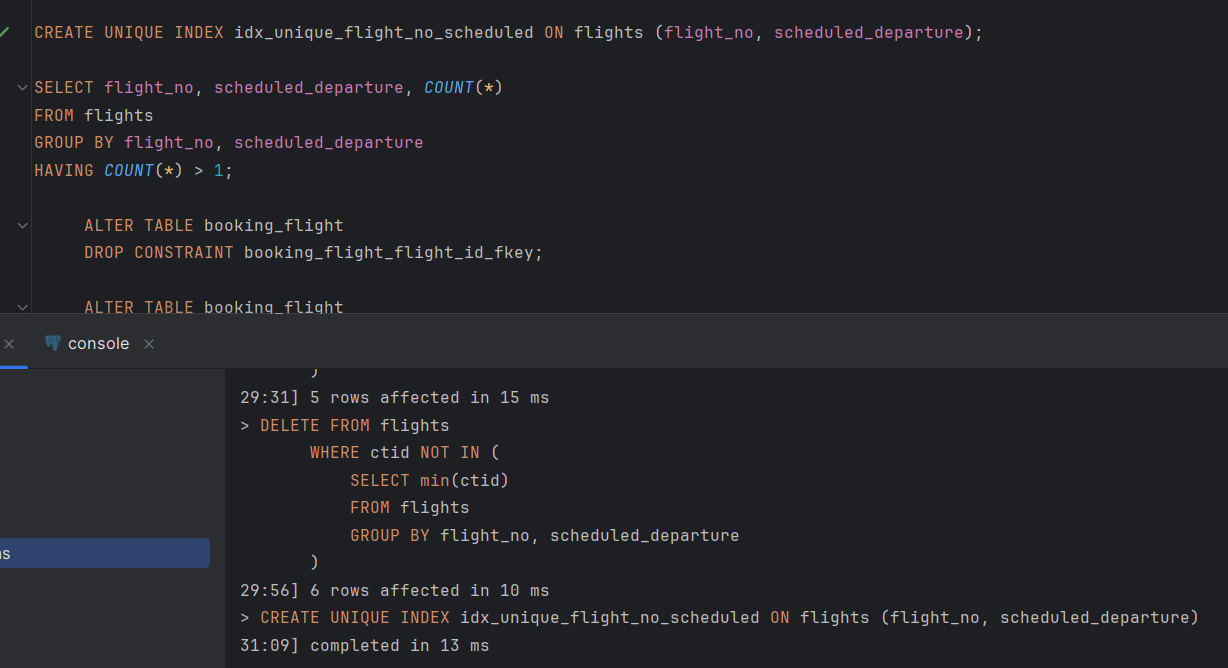 CREATE UNIQUE INDEX idx_unique_flight_no_scheduled ON flights (flight_no, scheduled_departure);
SELECT flight_no, scheduled_departure, COUNT(*)
FROM flights
GROUP BY flight_no, scheduled_departure
HAVING COUNT(*) > 1;
ALTER TABLE booking_flight
DROP CONSTRAINT booking_flight_flight_id_fkey;
ALTER TABLE booking_flight
console
)
29:31] 5 rows affected in 15 ms
> DELETE FROM flights
WHERE ctid NOT IN (
SELECT min(ctid)
FROM flights
GROUP BY flight_no, scheduled_departure
)
29:56] 6 rows affected in 10 ms
> CREATE UNIQUE INDEX idx_unique_flight_no_scheduled ON flights (flight_no, scheduled_departure)
31:09] completed in 13 ms